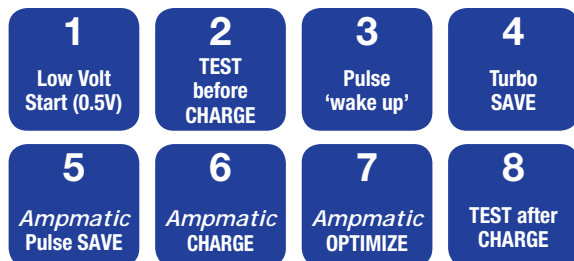 1
Low Volt
Start (0.5V)
2
TEST
before
CHARGE
3
Pulse
‘wake up’
4
Turbo
SAVE
5
Ampmatic
Pulse SAVE
6
Ampmatic
CHARGE
7
Ampmatic
OPTIMIZE
8
TEST after
CHARGE